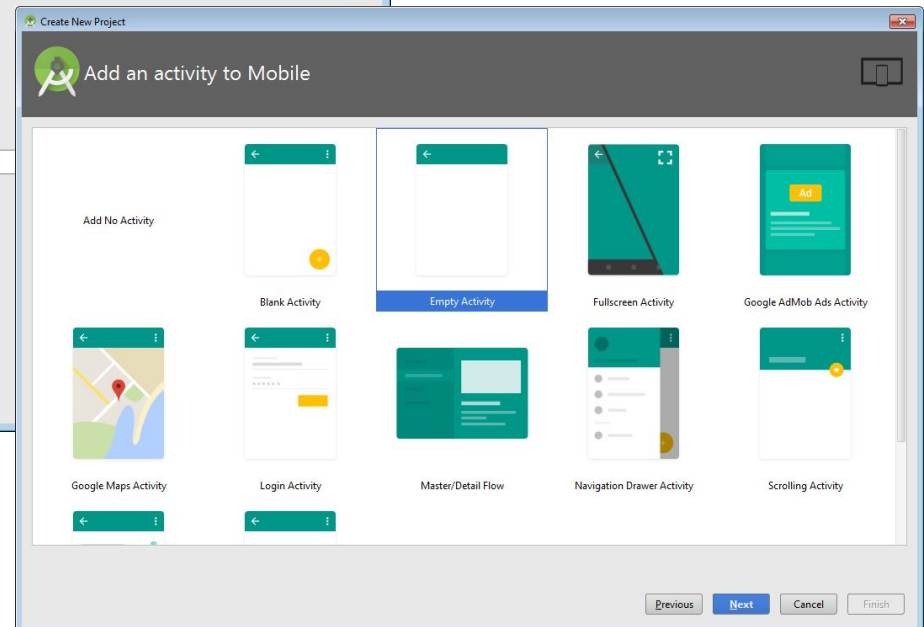 Create New Project
Add an activity to Mobile
Add No Activity
Blank Activity
Empty Activity
Fullscreen Activity
Ad
Google AdMob Ads Activity
Google Maps Activity
Login Activity
Master/Detail Flow
Navigation Drawer Activity
Scrolling Activity
Previous
Next
Cancel
Finish